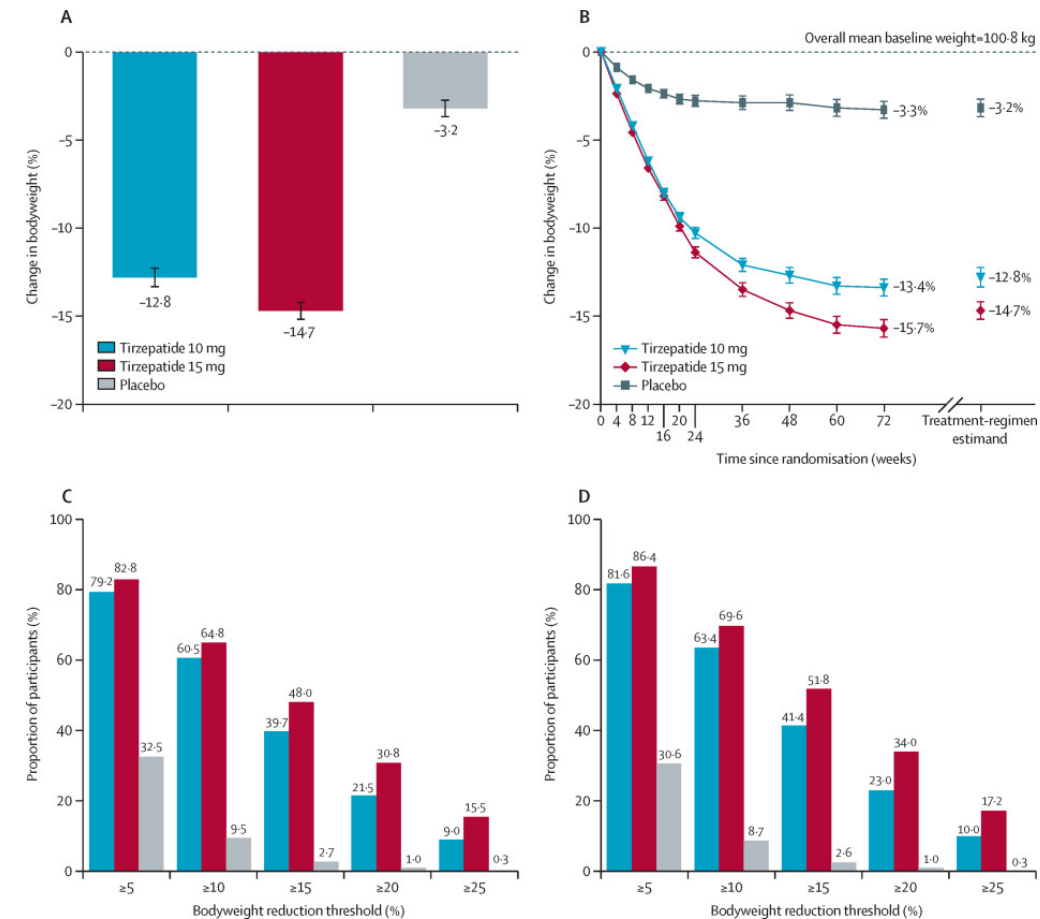 A
0
−5
−10
−15
−20
Change in bodyweight (%)
−12·8
−14·7
−3·2
Tirzepatide 10 mg
Tirzepatide 15 mg
Placebo
B
Overall mean baseline weight=100·8 kg
0
−5
−10
−15
−20
Change in bodyweight (%)
−3·3%
−3·2%
−13·4%
−12·8%
−15·7%
−14·7%
Tirzepatide 10 mg
Tirzepatide 15 mg
Placebo
0 4 8 12 20 36 48 60 72
16 24
Treatment-regimen
estimand
Time since randomisation (weeks)
C
100
80
60
40
20
0
Proportion of participants (%)
79·2 82·8 32·5
60·5 64·8 9·5
39·7 48·0 2·7
21·5 30·8 1·0
9·0 15·5 0·3
≥5 ≥10 ≥15 ≥20 ≥25
Bodyweight reduction threshold (%)
D
100
80
60
40
20
0
Proportion of participants (%)
81·6 86·4 30·6
63·4 69·6 8·7
41·4 51·8 2·6
23·0 34·0 1·0
10·0 17·2 0·3
≥5 ≥10 ≥15 ≥20 ≥25
Bodyweight reduction threshold (%)